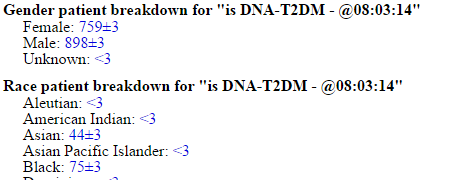 Gender patient breakdown for "is DNA-T2DM - @08:03:14"
Female: 759±3
Male: 898±3
Unknown: <3
Race patient breakdown for "is DNA-T2DM - @08:03:14"
Aleutian: <3
American Indian: <3
Asian: 44±3
Asian Pacific Islander: <3
Black: 75±3